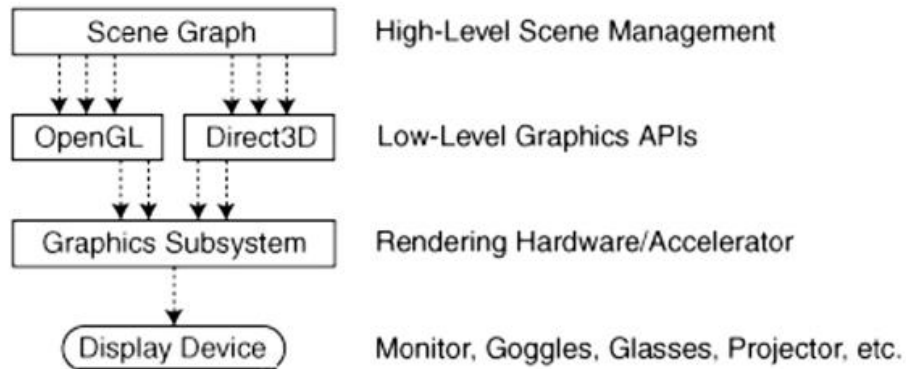 Scene Graph High-Level Scene Management
OpenGL Direct3D Low-Level Graphics APIs
Graphics Subsystem Rendering Hardware/Accelerator
Display Device Monitor, Goggles, Glasses, Projector, etc.